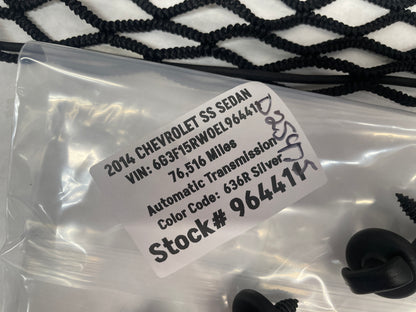 2014 CHEVROLET SS SEDAN
VIN: 6G3F15RW0EL964411
76,516 Miles
Automatic Transmission
Color Code: 636R Silver
Stock# 964411